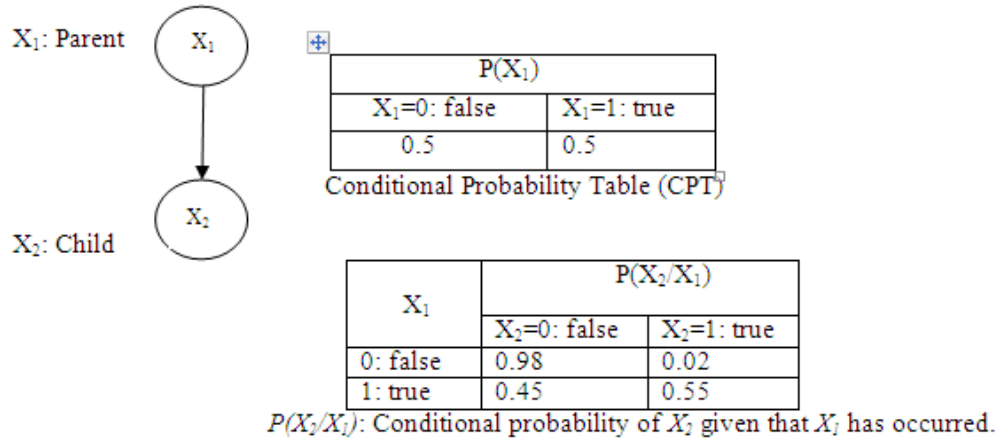 X₁: Parent
X₁
P(X₁)
X₁=0: false X₁=1: true
0.5 0.5
Conditional Probability Table (CPT)
X₂
X₂: Child
X₁ P(X₂/X₁)
X₂=0: false X₂=1: true
0: false 0.98 0.02
1: true 0.45 0.55
P(X₂/X₁): Conditional probability of X₂ given that X₁ has occurred.